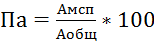 Па = Амсп / Аобщ * 100